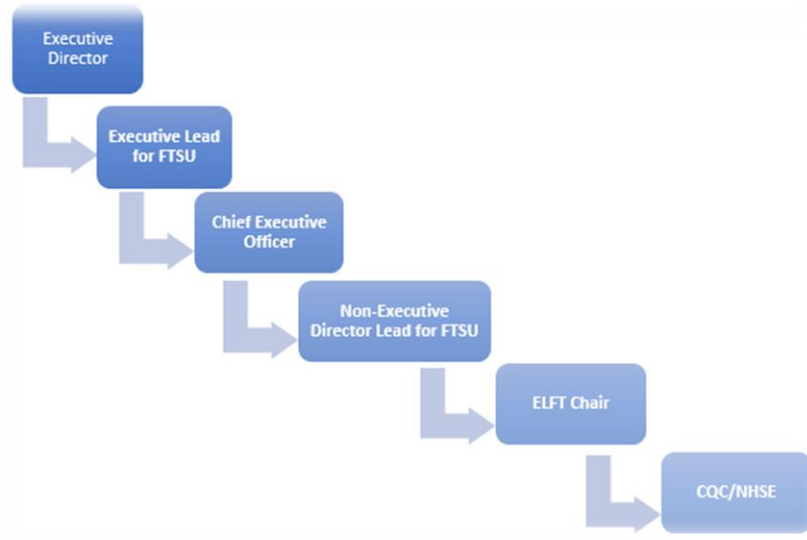 Executive
Director
Executive Lead
for FTSU
Chief Executive
Officer
Non-Executive
Director Lead for FTSU
ELFT Chair
CQC/NHSE